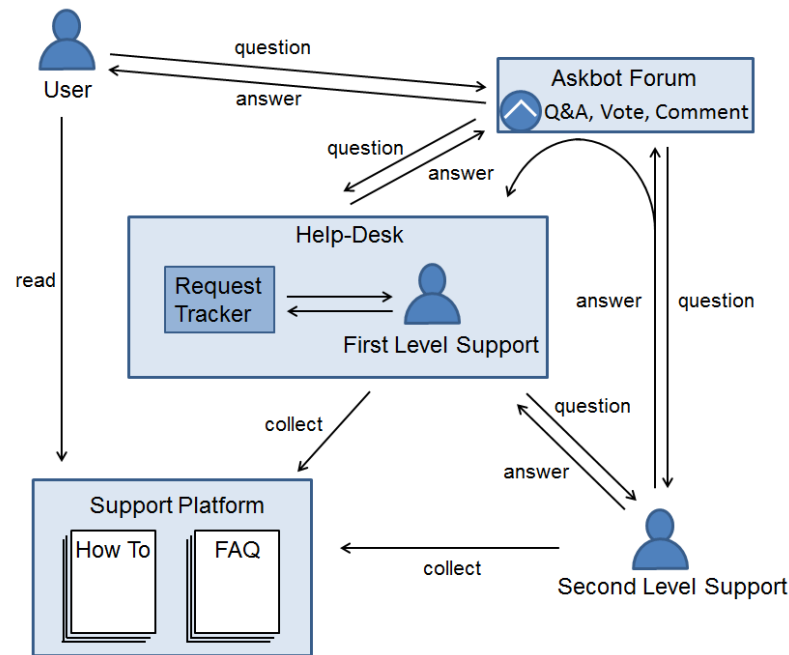 question
answer
User
Askbot Forum
Q&A, Vote, Comment
question
answer
Help-Desk
Request
Tracker
First Level Support
read
answer
question
collect
question
answer
Support Platform
How To
FAQ
collect
Second Level Support